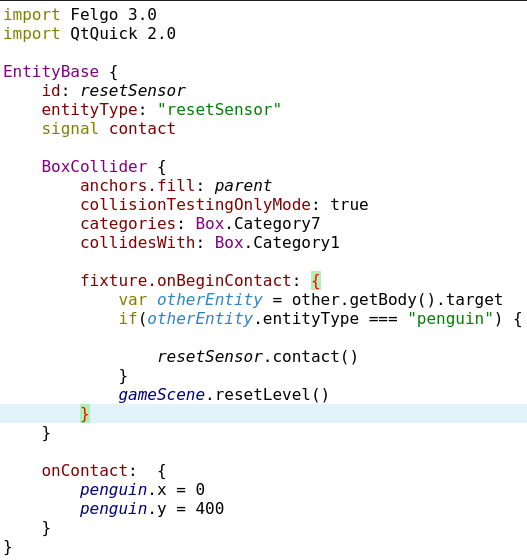 import Felgo 3.0
import QtQuick 2.0

EntityBase {
    id: resetSensor
    entityType: "resetSensor"
    signal contact

    BoxCollider {
        anchors.fill: parent
        collisionTestingOnlyMode: true
        categories: Box.Category7
        collidesWith: Box.Category1

        fixture.onBeginContact: {
            var otherEntity = other.getBody().target
            if(otherEntity.entityType === "penguin") {

                resetSensor.contact()
            }
            gameScene.resetLevel()
        }
    }

    onContact:  {
        penguin.x = 0
        penguin.y = 400
    }
}